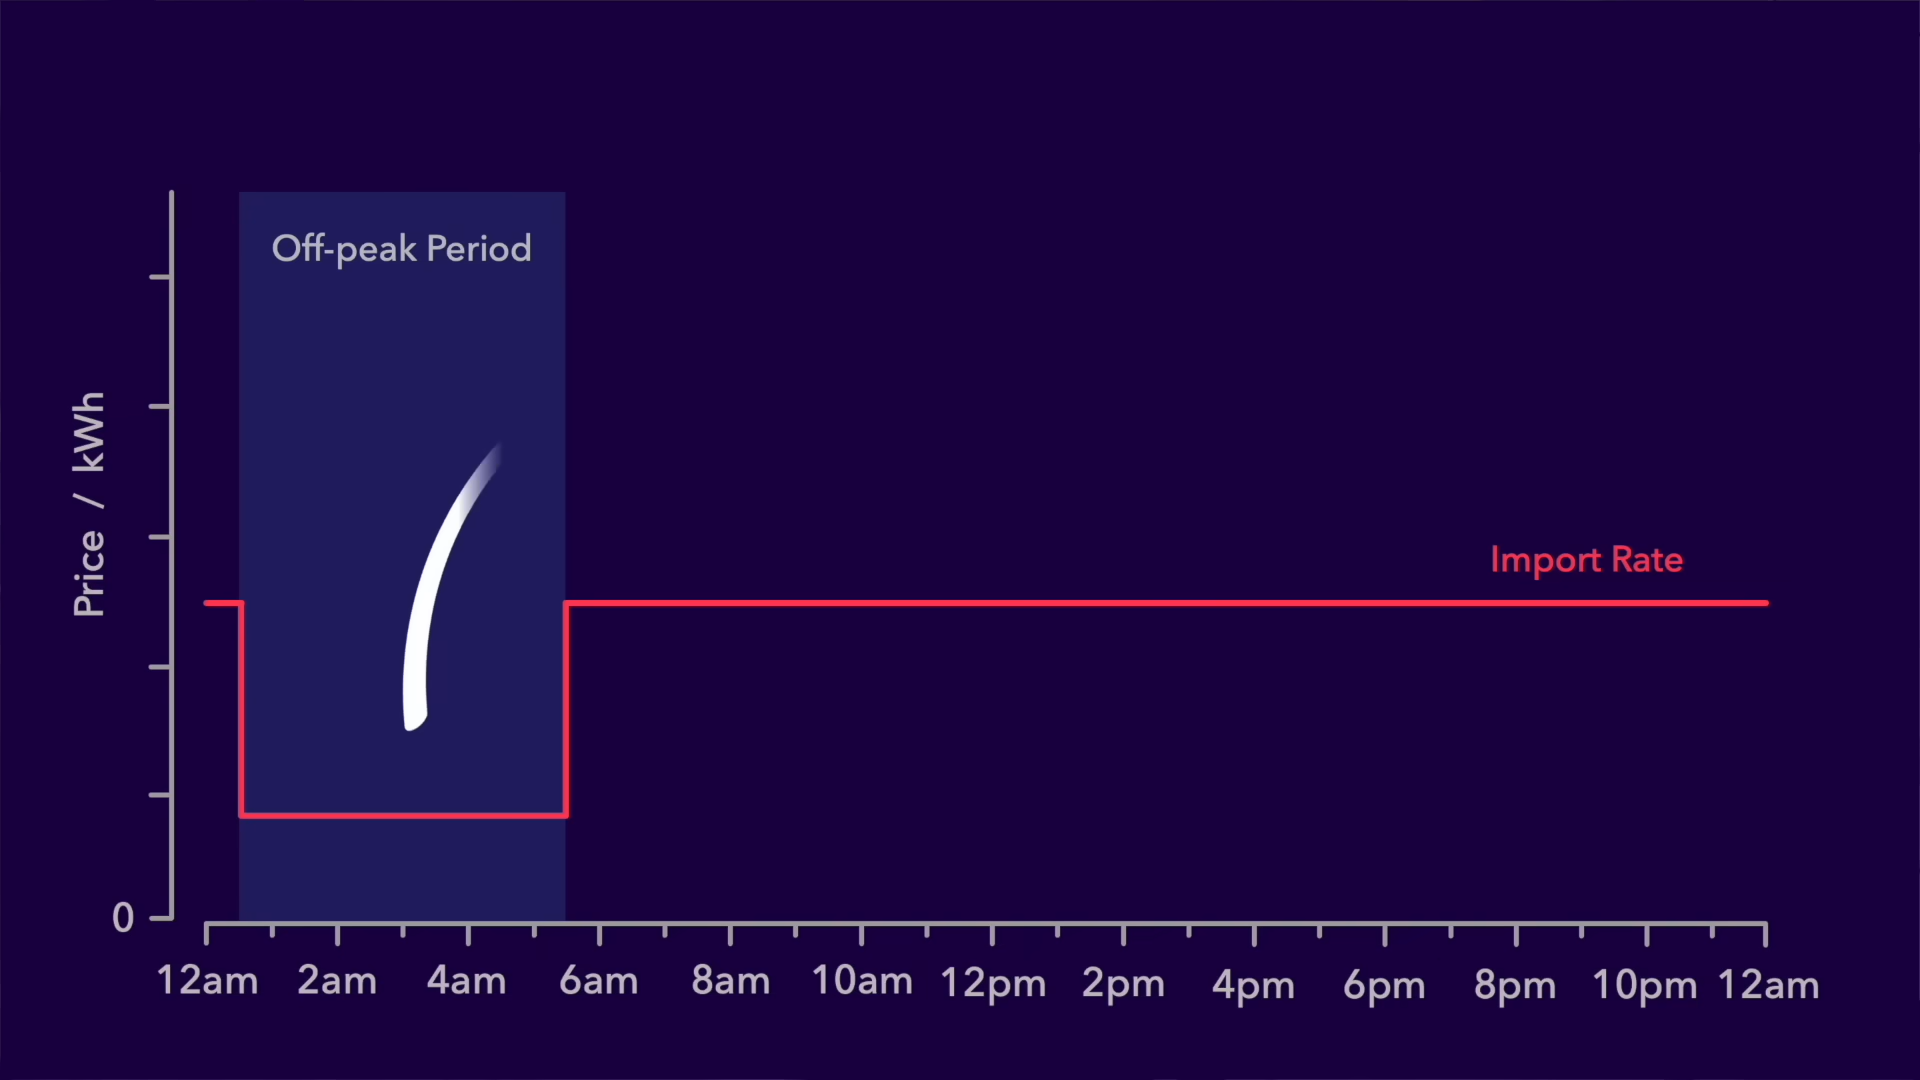 Off-peak Period
Price / kWh
Import Rate
0
12am 2am 4am 6am 8am 10am 12pm 2pm 4pm 6pm 8pm 10pm 12am